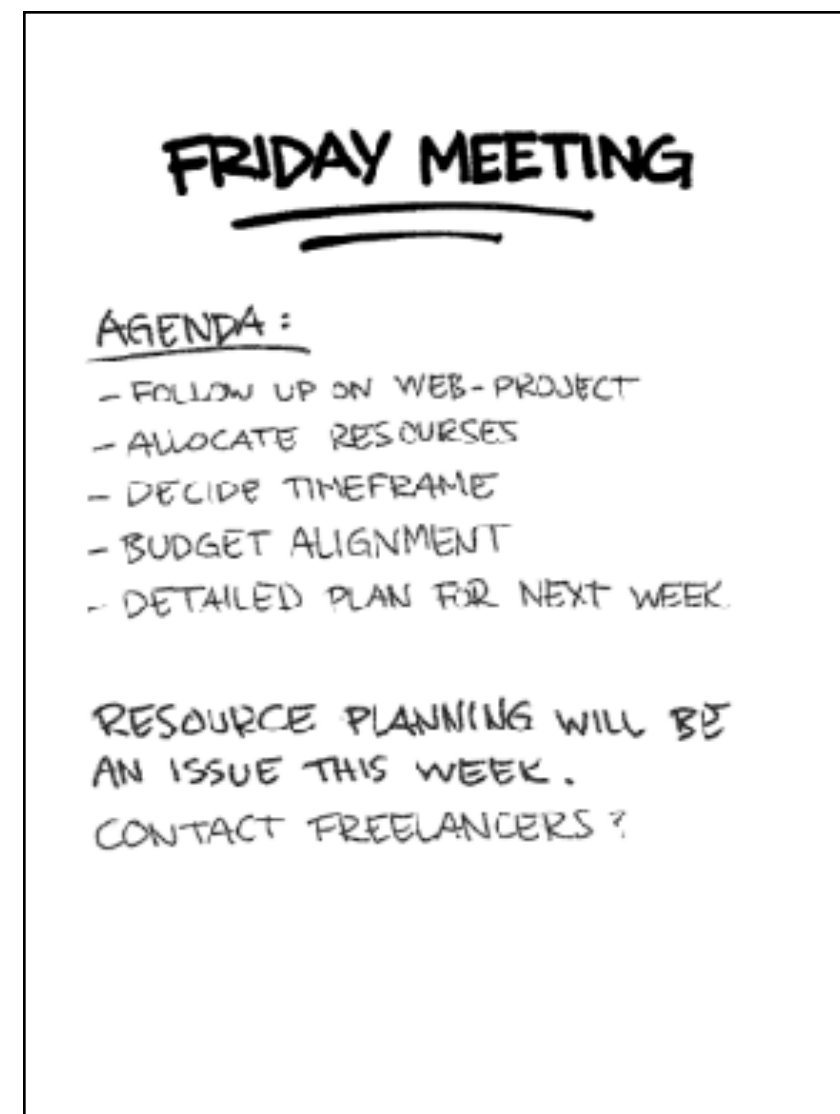 FRIDAY MEETING
AGENDA:
- FOLLOW UP ON WEB-PROJECT
- ALLOCATE RESOURSES
- DECIDE TIMEFRAME
- BUDGET ALIGNMENT
- DETAILED PLAN FOR NEXT WEEK.
RESOURCE PLANNING WILL BE
AN ISSUE THIS WEEK.
CONTACT FREELANCERS?